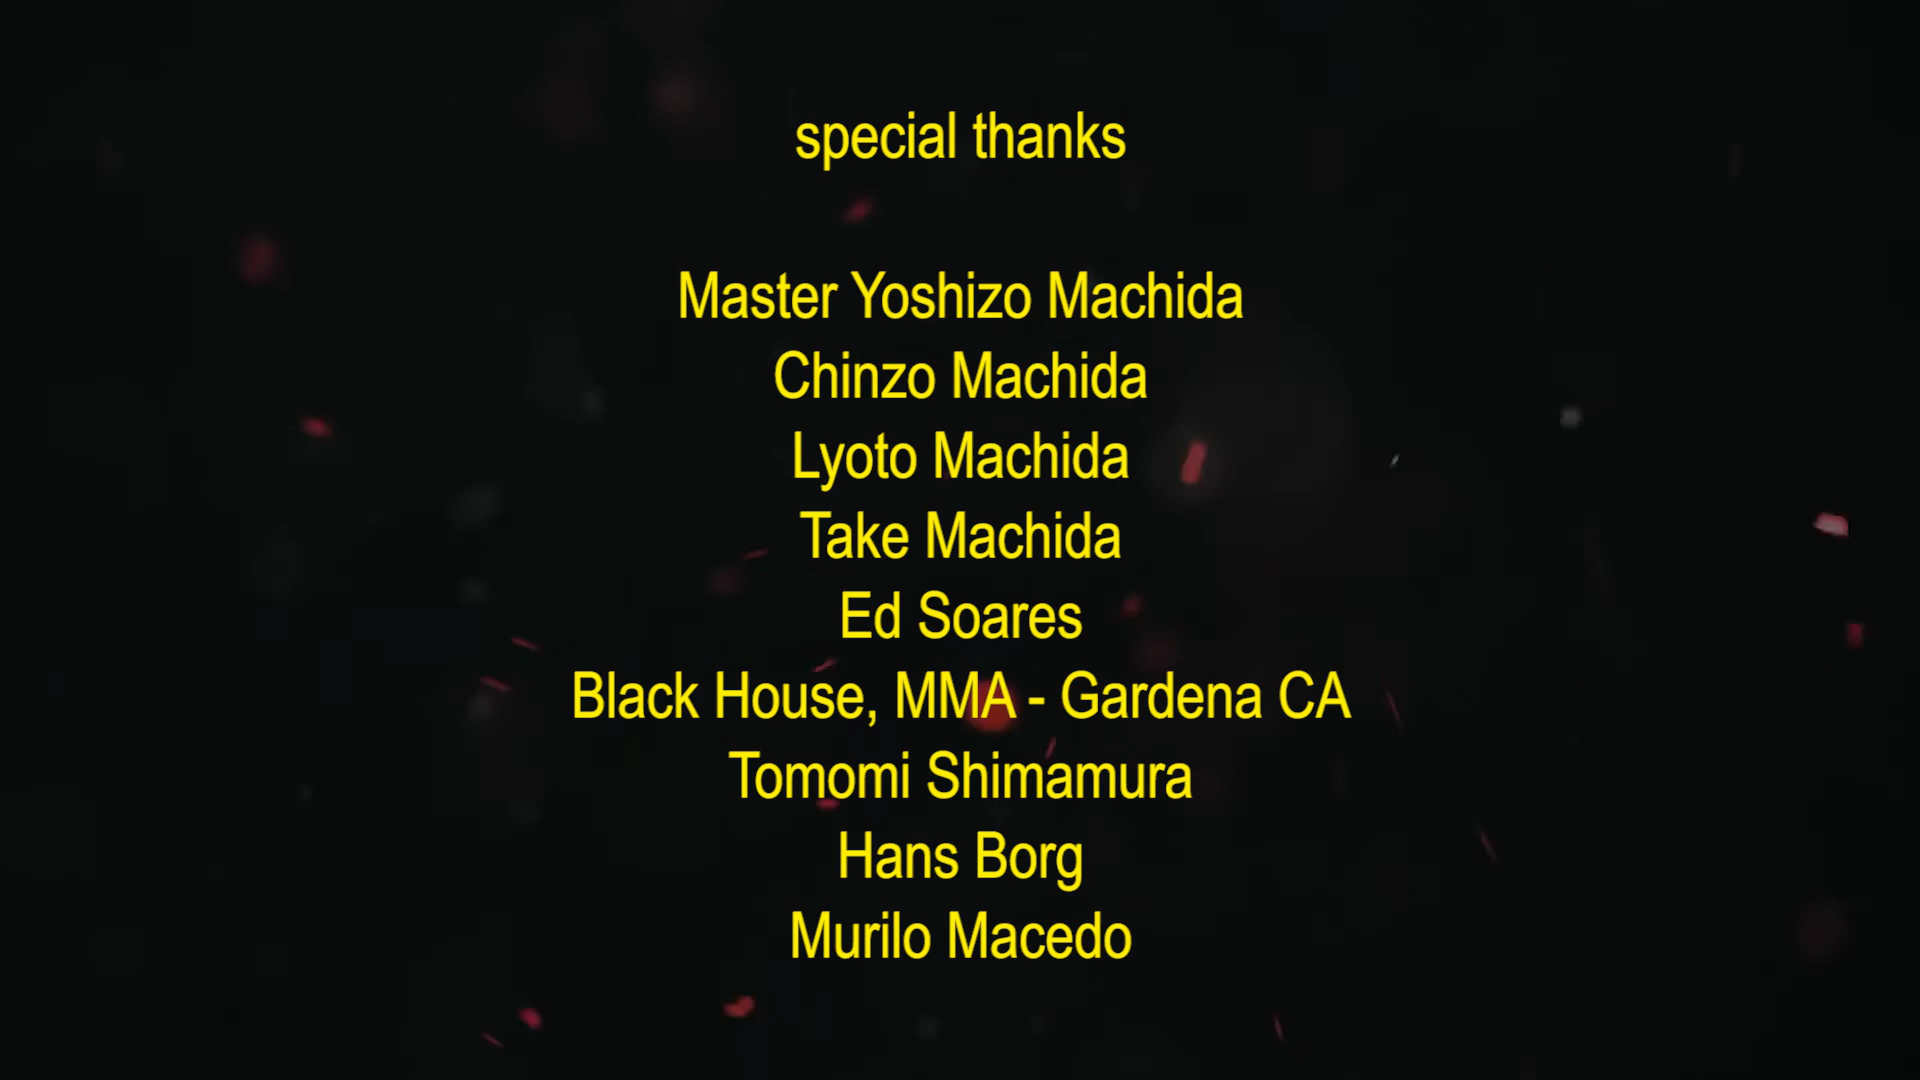 special thanks
Master Yoshizo Machida
Chinzo Machida
Lyoto Machida
Take Machida
Ed Soares
Black House, MMA - Gardena CA
Tomomi Shimamura
Hans Borg
Murilo Macedo